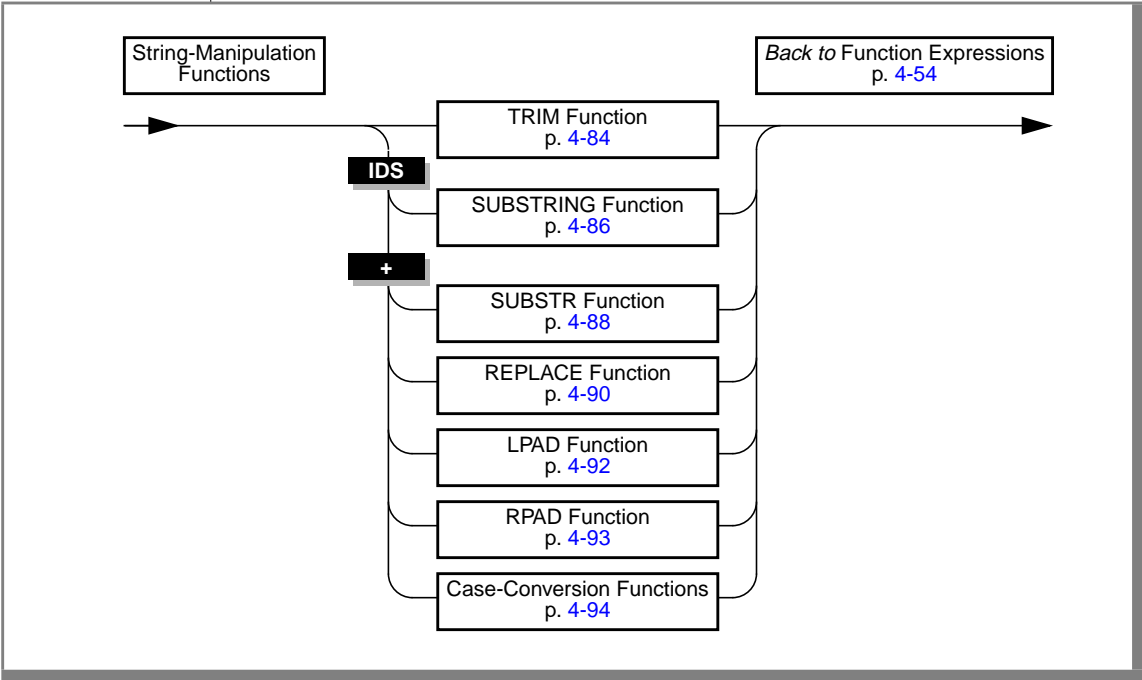 String-Manipulation
Functions
Back to Function Expressions
p. 4-54
TRIM Function
p. 4-84
IDS
SUBSTRING Function
p. 4-86
+
SUBSTR Function
p. 4-88
REPLACE Function
p. 4-90
LPAD Function
p. 4-92
RPAD Function
p. 4-93
Case-Conversion Functions
p. 4-94